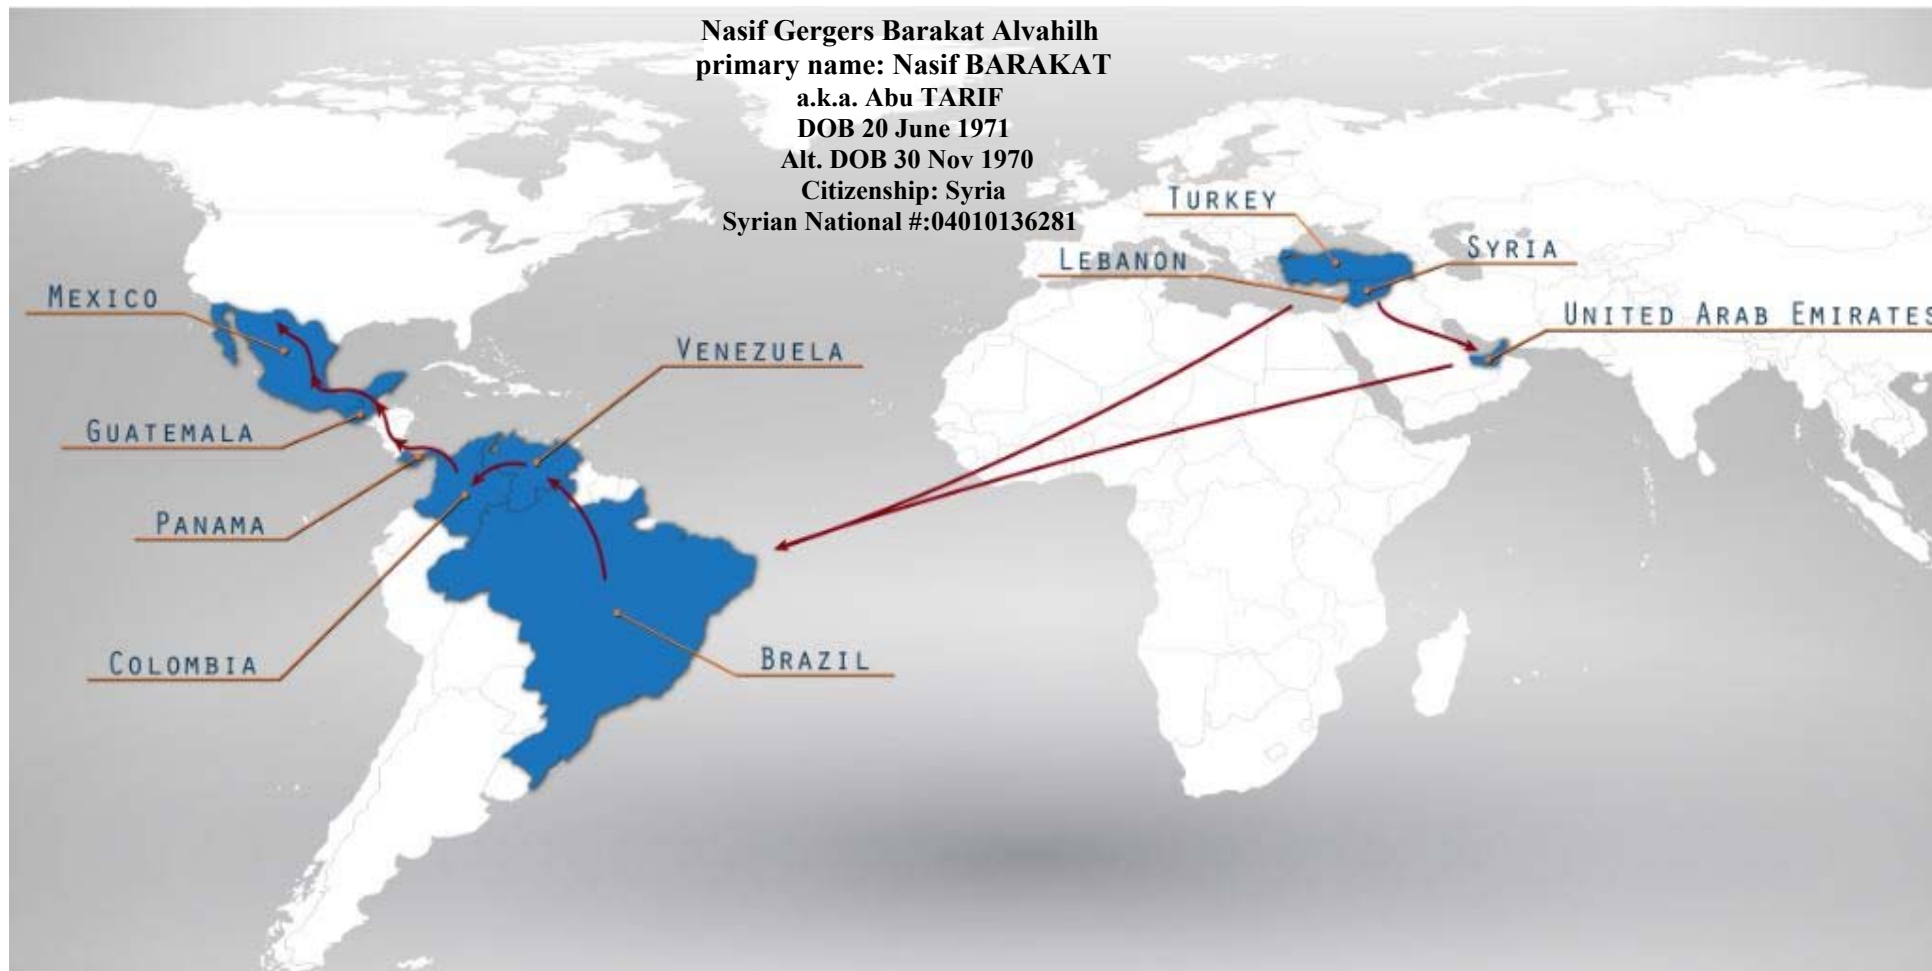 Nasif Gergers Barakat Alvahilh
primary name: Nasif BARAKAT
a.k.a. Abu TARIF
DOB 20 June 1971
Alt. DOB 30 Nov 1970
Citizenship: Syria
Syrian National #:04010136281
TURKEY
SYRIA
LEBANON
UNITED ARAB EMIRATES
MEXICO
VENEZUELA
GUATEMALA
PANAMA
COLOMBIA
BRAZIL